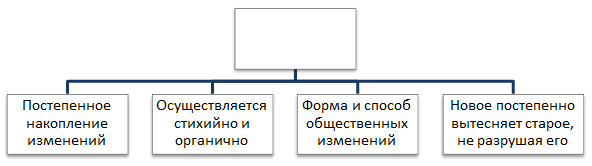 Постепенное
накопление
изменений
Осуществляется
стихийно и
органично
Форма и способ
общественных
изменений
Новое постепенно
вытесняет старое,
не разрушая его